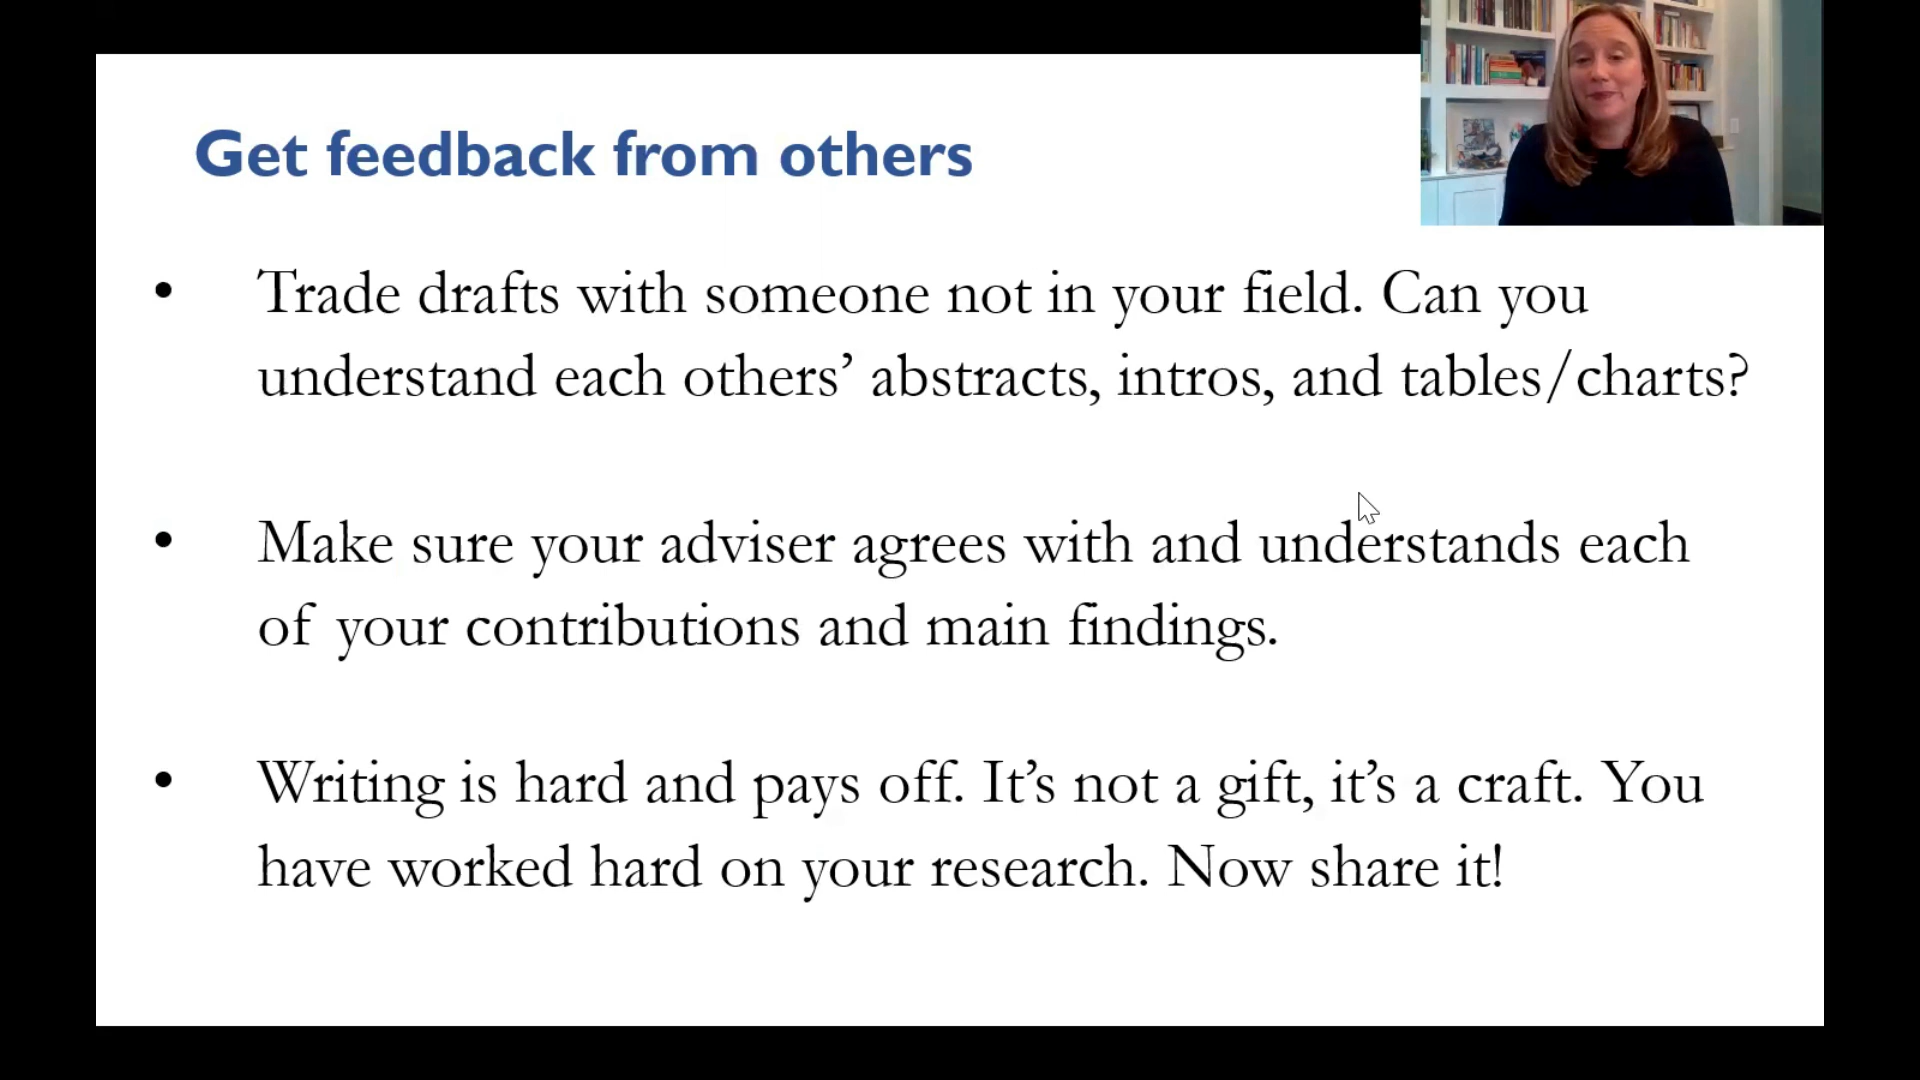 Get feedback from others
• Trade drafts with someone not in your field. Can you
understand each others’ abstracts, intros, and tables/charts?
• Make sure your adviser agrees with and understands each
of your contributions and main findings.
• Writing is hard and pays off. It’s not a gift, it’s a craft. You
have worked hard on your research. Now share it!